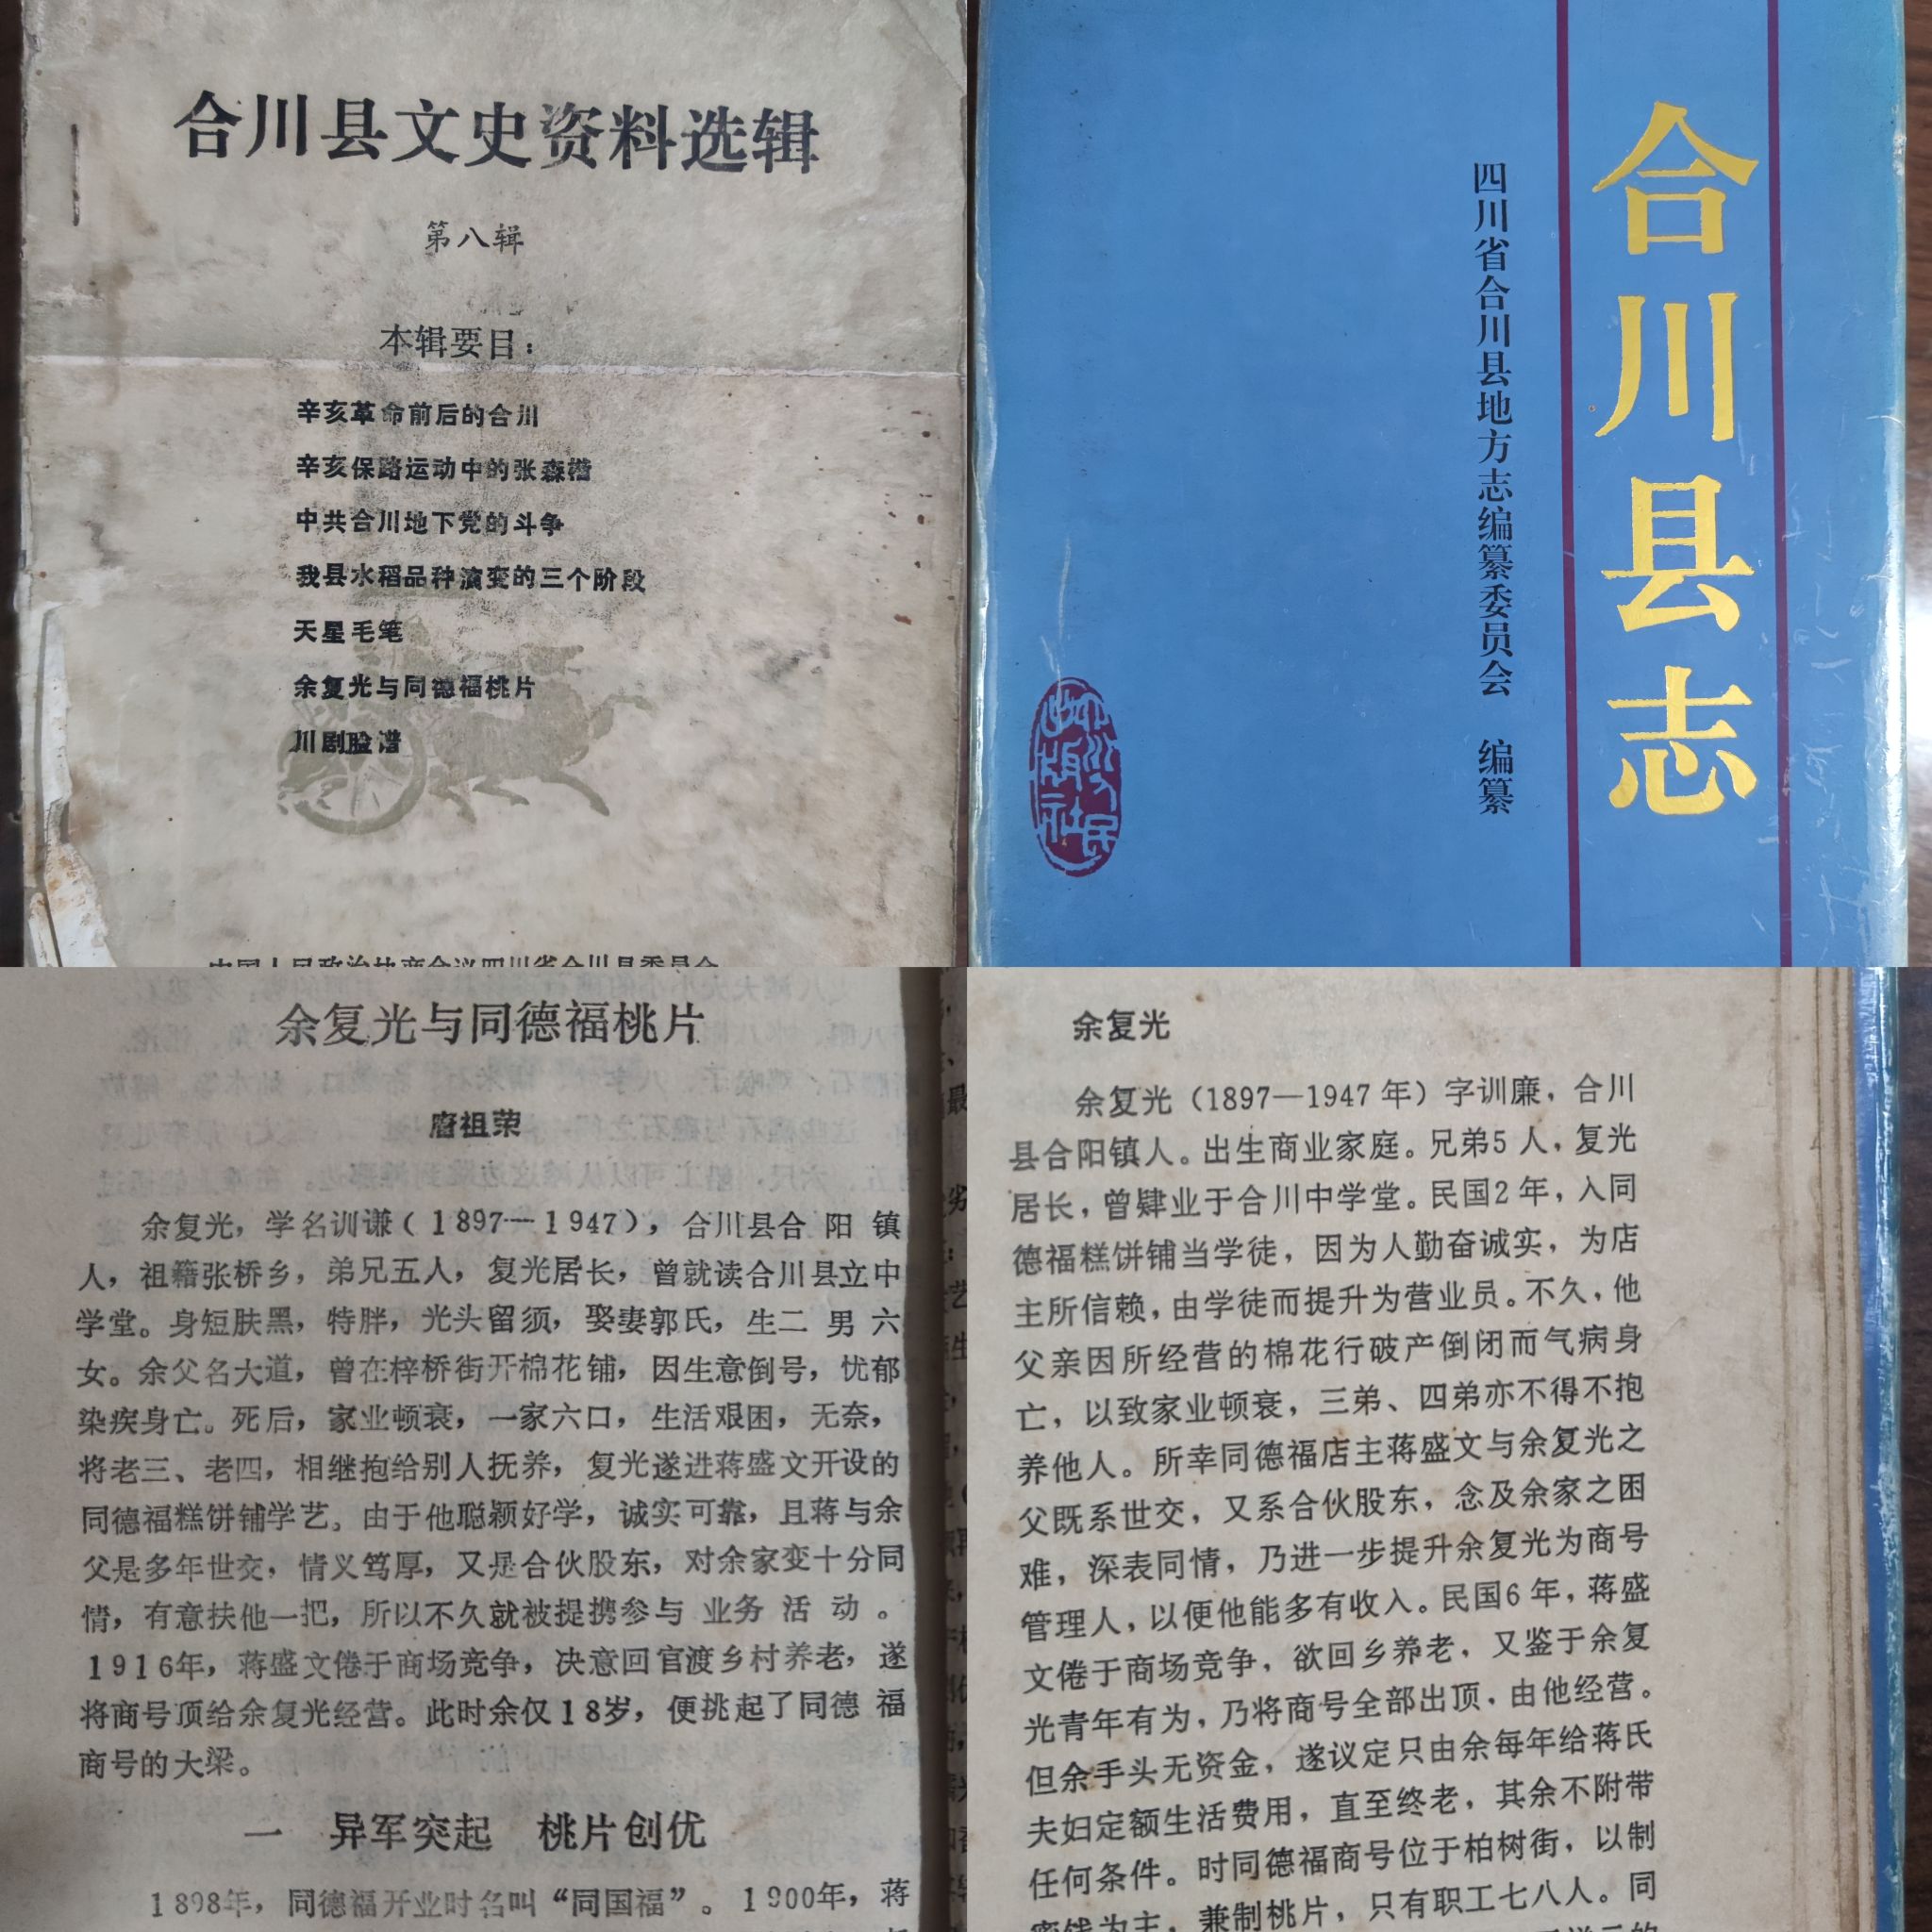 合川县文史资料选辑
第八辑
本辑要目:
辛亥革命前后的合川
辛亥保路运动中的张森楷
中共合川地下党的斗争
我县水稻品种演变的三个阶段
天星毛笔
余复光与同德福桃片
川剧脸谱
中国人民政治协商会议四川省合川县委员会
合川县志
四川省合川县地方志编纂委员会 编纂
四川人民出版社
余复光与同德福桃片
唐祖荣
余复光，学名训谦（1897—1947），合川县合阳镇
人，祖籍张桥乡，弟兄五人，复光居长，曾就读合川县立中
学堂。身短肤黑，特胖，光头留须，娶妻郭氏，生二男六
女。余父名大道，曾在梓桥街开棉花铺，因生意倒号，忧郁
染疾身亡。死后，家业顿衰，一家六口，生活艰困，无奈，
将老三、老四，相继抱给别人抚养，复光遂进蒋盛文开设的
同德福糕饼铺学艺。由于他聪颖好学，诚实可靠，且蒋与余
父是多年世交，情义笃厚，又是合伙股东，对余家变十分同
情，有意扶他一把，所以不久就被提携参与业务活动。
1916年，蒋盛文倦于商场竞争，决意回官渡乡村养老，遂
将商号顶给余复光经营。此时余仅18岁，便挑起了同德福
商号的大梁。
一 异军突起 桃片创优
1898年，同德福开业时名叫“同国福”。1900年，蒋
余复光
余复光（1897—1947年）字训廉，合川
县合阳镇人。出生商业家庭。兄弟5人，复光
居长，曾肄业于合川中学堂。民国2年，入同
德福糕饼铺当学徒，因为人勤奋诚实，为店
主所信赖，由学徒而提升为营业员。不久，他
父亲因所经营的棉花行破产倒闭而气病身
亡，以致家业顿衰，三弟、四弟亦不得不抱
养他人。所幸同德福店主蒋盛文与余复光之
父既系世交，又系合伙股东，念及余家之困
难，深表同情，乃进一步提升余复光为商号
管理人，以便他能多有收入。民国6年，蒋盛
文倦于商场竞争，欲回乡养老，又鉴于余复
光青年有为，乃将商号全部出顶，由他经营。
但余手头无资金，遂议定只由余每年给蒋氏
夫妇定额生活费用，直至终老，其余不附带
任何条件。时同德福商号位于柏树街，以制
蜜饯为主，兼制桃片，只有职工七八人。同